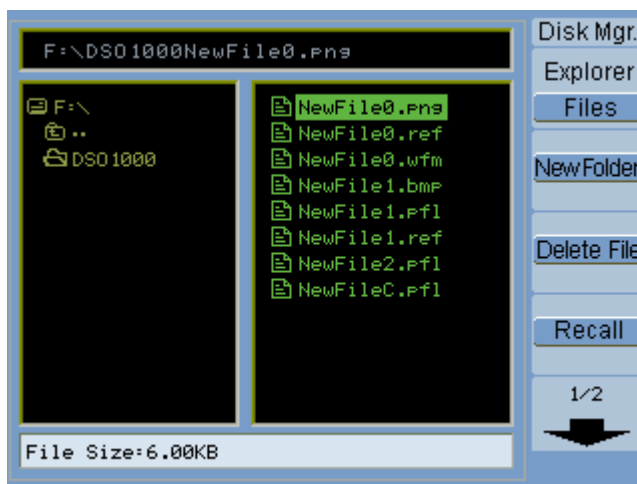 F:\DSO1000NewFile0.png
F:\
..
DSO1000
NewFile0.png
NewFile0.ref
NewFile0.wfm
NewFile1.bmp
NewFile1.pfl
NewFile1.ref
NewFile2.pfl
NewFileC.pfl
File Size:6.00KB
Disk Mgr.
Explorer
Files
NewFolder
Delete File
Recall
1/2